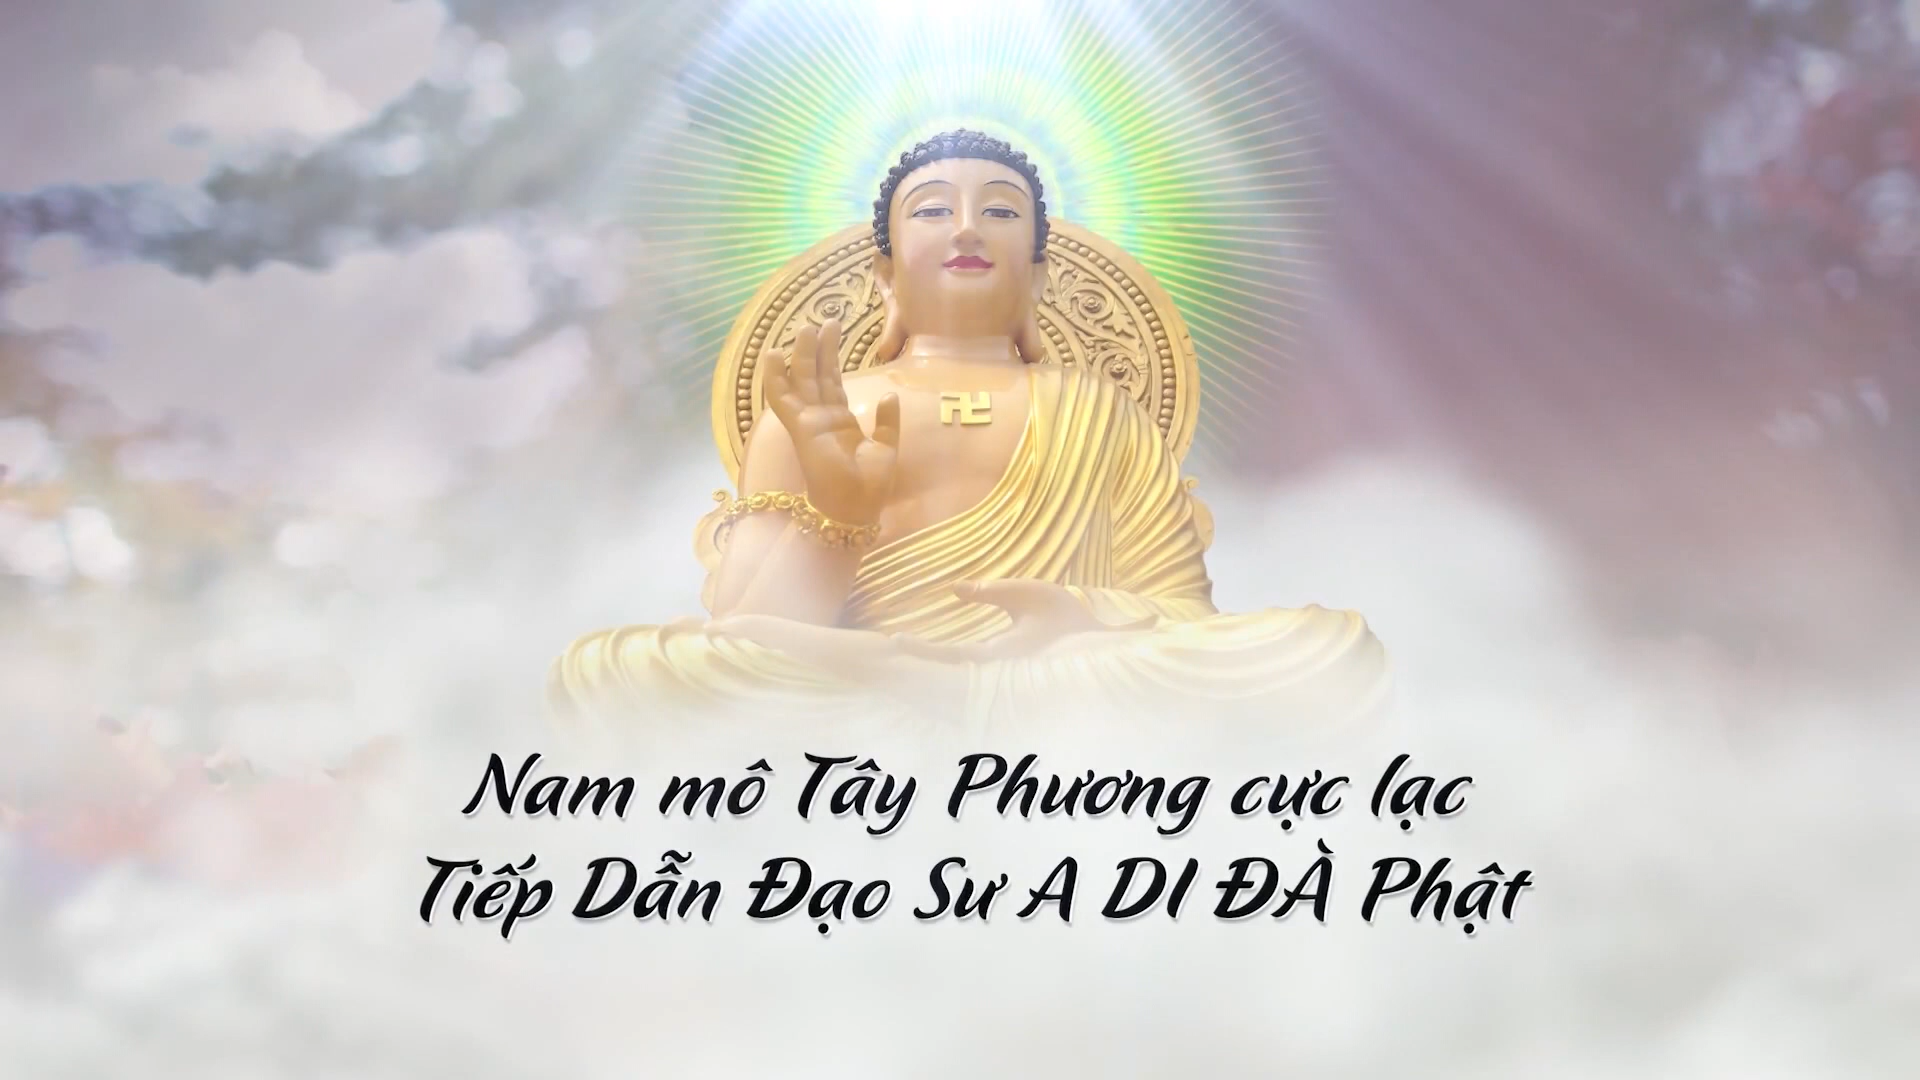 Nam mô Tây Phương cực lạc
Tiếp Dẫn Đạo Sư A DI ĐÀ Phật